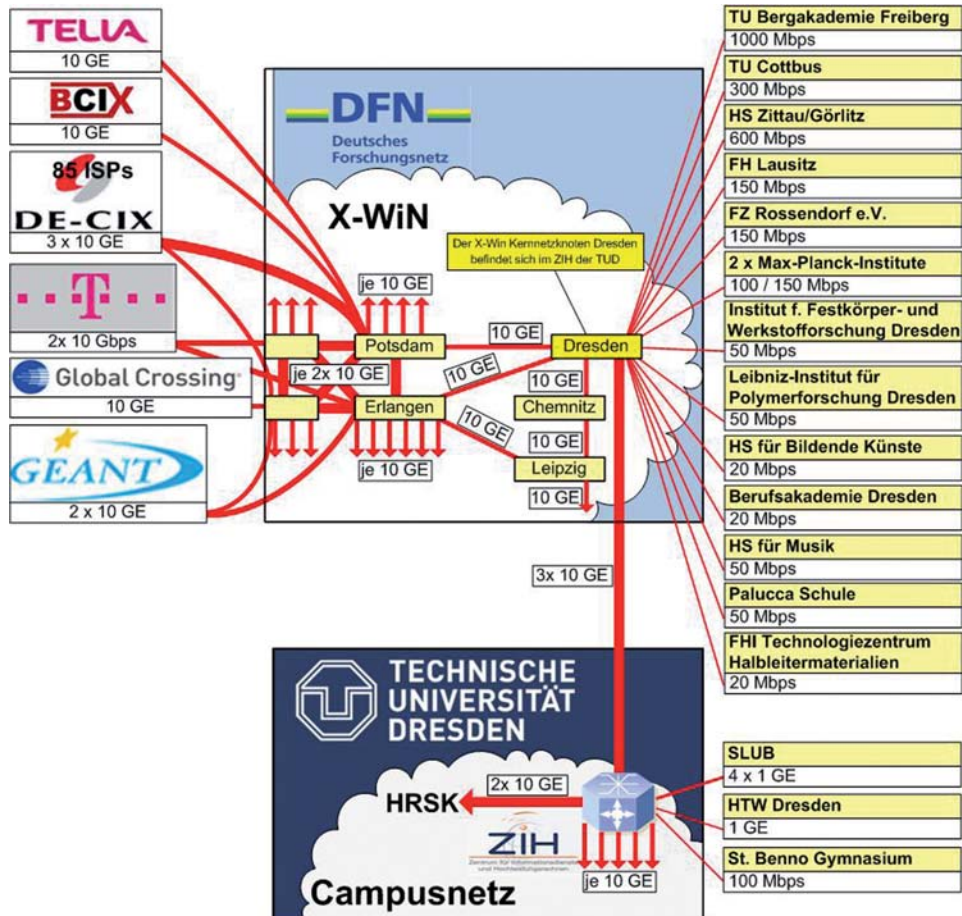 TELIA
10 GE
BCIX
10 GE
85 ISPs
DE-CIX
3 x 10 GE
T
2x 10 Gbps
Global Crossing
10 GE
GEANT
2 x 10 GE
DFN
Deutsches
Forschungsnetz
X-WiN
Der X-Win Kernnetzknoten Dresden
befindet sich im ZIH der TUD
je 10 GE
Potsdam
10 GE
Dresden
je 2x 10 GE
10 GE
10 GE
Erlangen
Chemnitz
10 GE
10 GE
Leipzig
je 10 GE
10 GE
3x 10 GE
TU Bergakademie Freiberg
1000 Mbps
TU Cottbus
300 Mbps
HS Zittau/Görlitz
600 Mbps
FH Lausitz
150 Mbps
FZ Rossendorf e.V.
150 Mbps
2 x Max-Planck-Institute
100 / 150 Mbps
Institut f. Festkörper- und
Werkstofforschung Dresden
50 Mbps
Leibniz-Institut für
Polymerforschung Dresden
50 Mbps
HS für Bildende Künste
20 Mbps
Berufsakademie Dresden
20 Mbps
HS für Musik
50 Mbps
Palucca Schule
50 Mbps
FHI Technologiezentrum
Halbleitermaterialien
20 Mbps
TECHNISCHE
UNIVERSITÄT
DRESDEN
2x 10 GE
HRSK
ZIH
Zentrum für Informationsdienste
und Hochleistungsrechnen
je 10 GE
Campusnetz
SLUB
4 x 1 GE
HTW Dresden
1 GE
St. Benno Gymnasium
100 Mbps